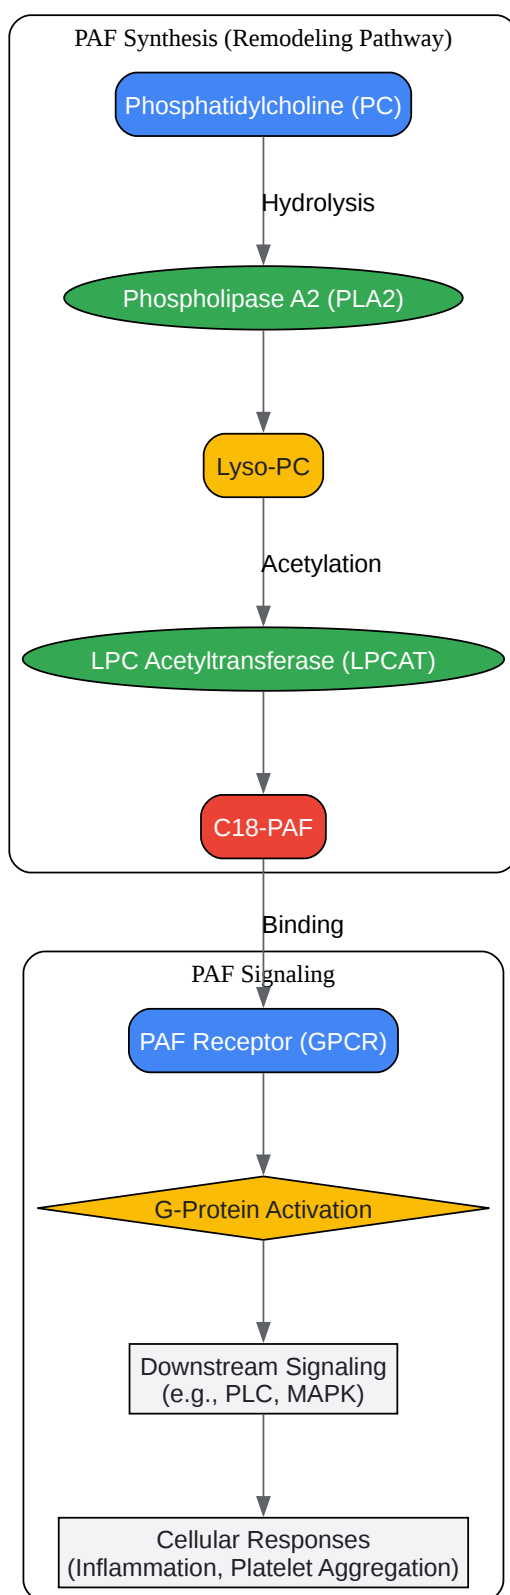 PAF Synthesis (Remodeling Pathway)
Phosphatidylcholine (PC)
Hydrolysis
Phospholipase A2 (PLA2)
Lyso-PC
Acetylation
LPC Acetyltransferase (LPCAT)
C18-PAF
Binding
PAF Signaling
PAF Receptor (GPCR)
G-Protein Activation
Downstream Signaling
(e.g., PLC, MAPK)
Cellular Responses
(Inflammation, Platelet Aggregation)